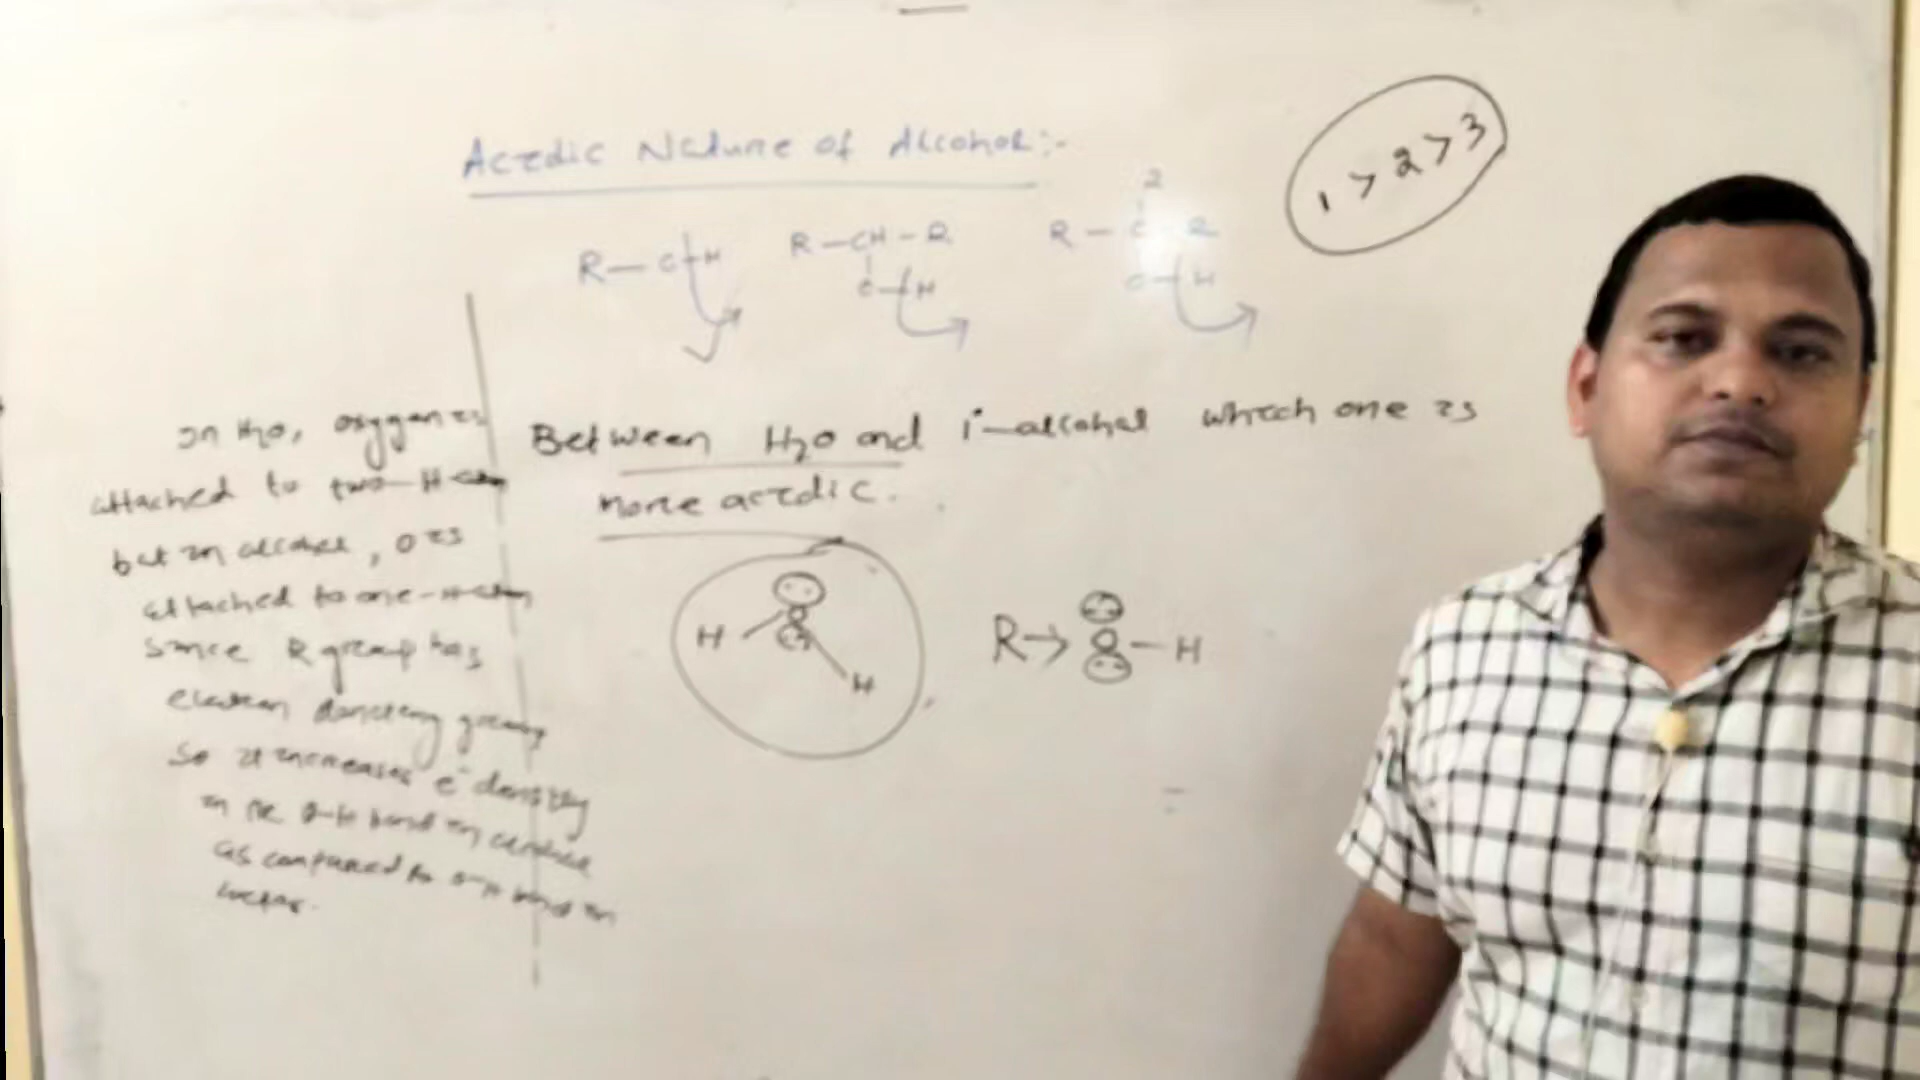 Acidic Nature of Alcohol:-
1 > 2 > 3
R — O — H
R — CH — R
O — H
R
R — C — R
O — H
Between H2O and 1°-alcohol which one is
more acidic.
In H2O, oxygen is
attached to two-H-atom
but in alcohol, O is
attached to one-H-atom
Since R group has
electron donating group
So it increases e- density
in the O-H bond in alcohol
as compared to O-H bond in
water.
H O H
R → O — H